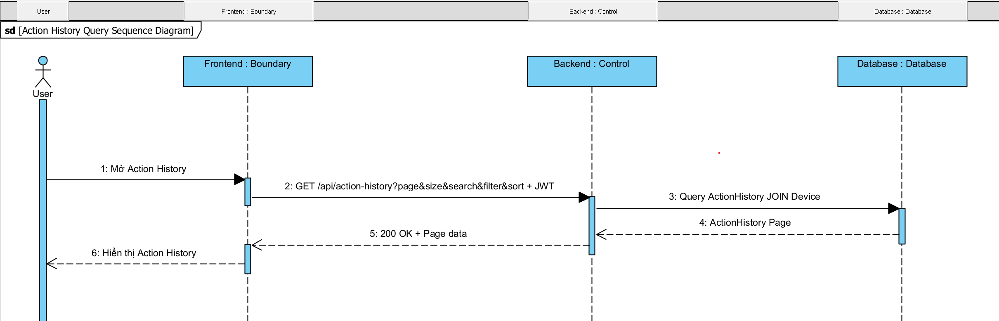 User
Frontend : Boundary
Backend : Control
Database : Database
sd [Action History Query Sequence Diagram]
Frontend : Boundary
Backend : Control
Database : Database
User
1: Mở Action History
2: GET /api/action-history?page&size&search&filter&sort + JWT
3: Query ActionHistory JOIN Device
4: ActionHistory Page
5: 200 OK + Page data
6: Hiển thị Action History